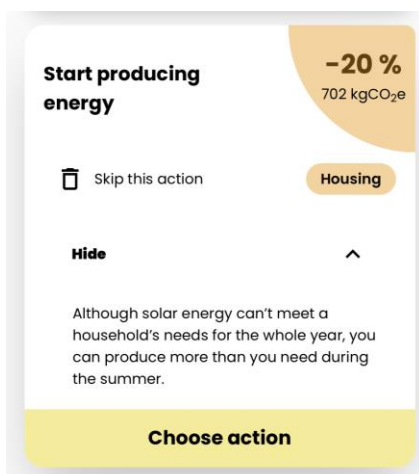 Start producing
energy
-20 %
702 kgCO₂e
Skip this action
Housing
Hide
Although solar energy can’t meet a
household’s needs for the whole year, you
can produce more than you need during
the summer.
Choose action